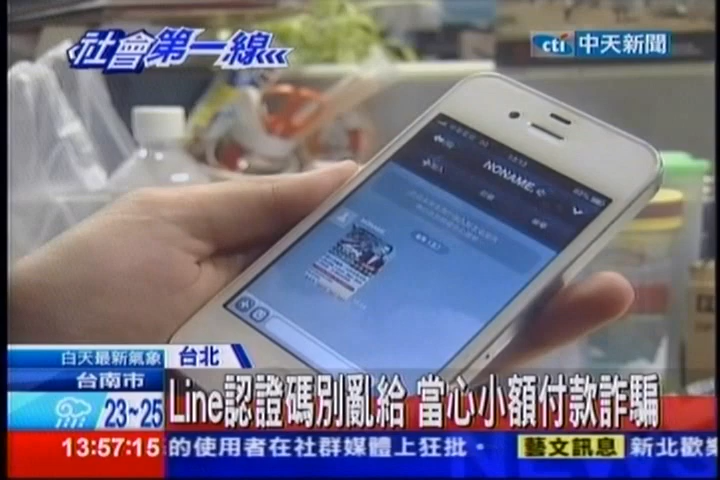 社會第一線
cti 中天新聞
NONAME
白天最新氣象
台北
台南市
Line認證碼別亂給 當心小額付款詐騙
23~25
13:57:15
的使用者在社群媒體上狂批。
藝文訊息
新北歡樂